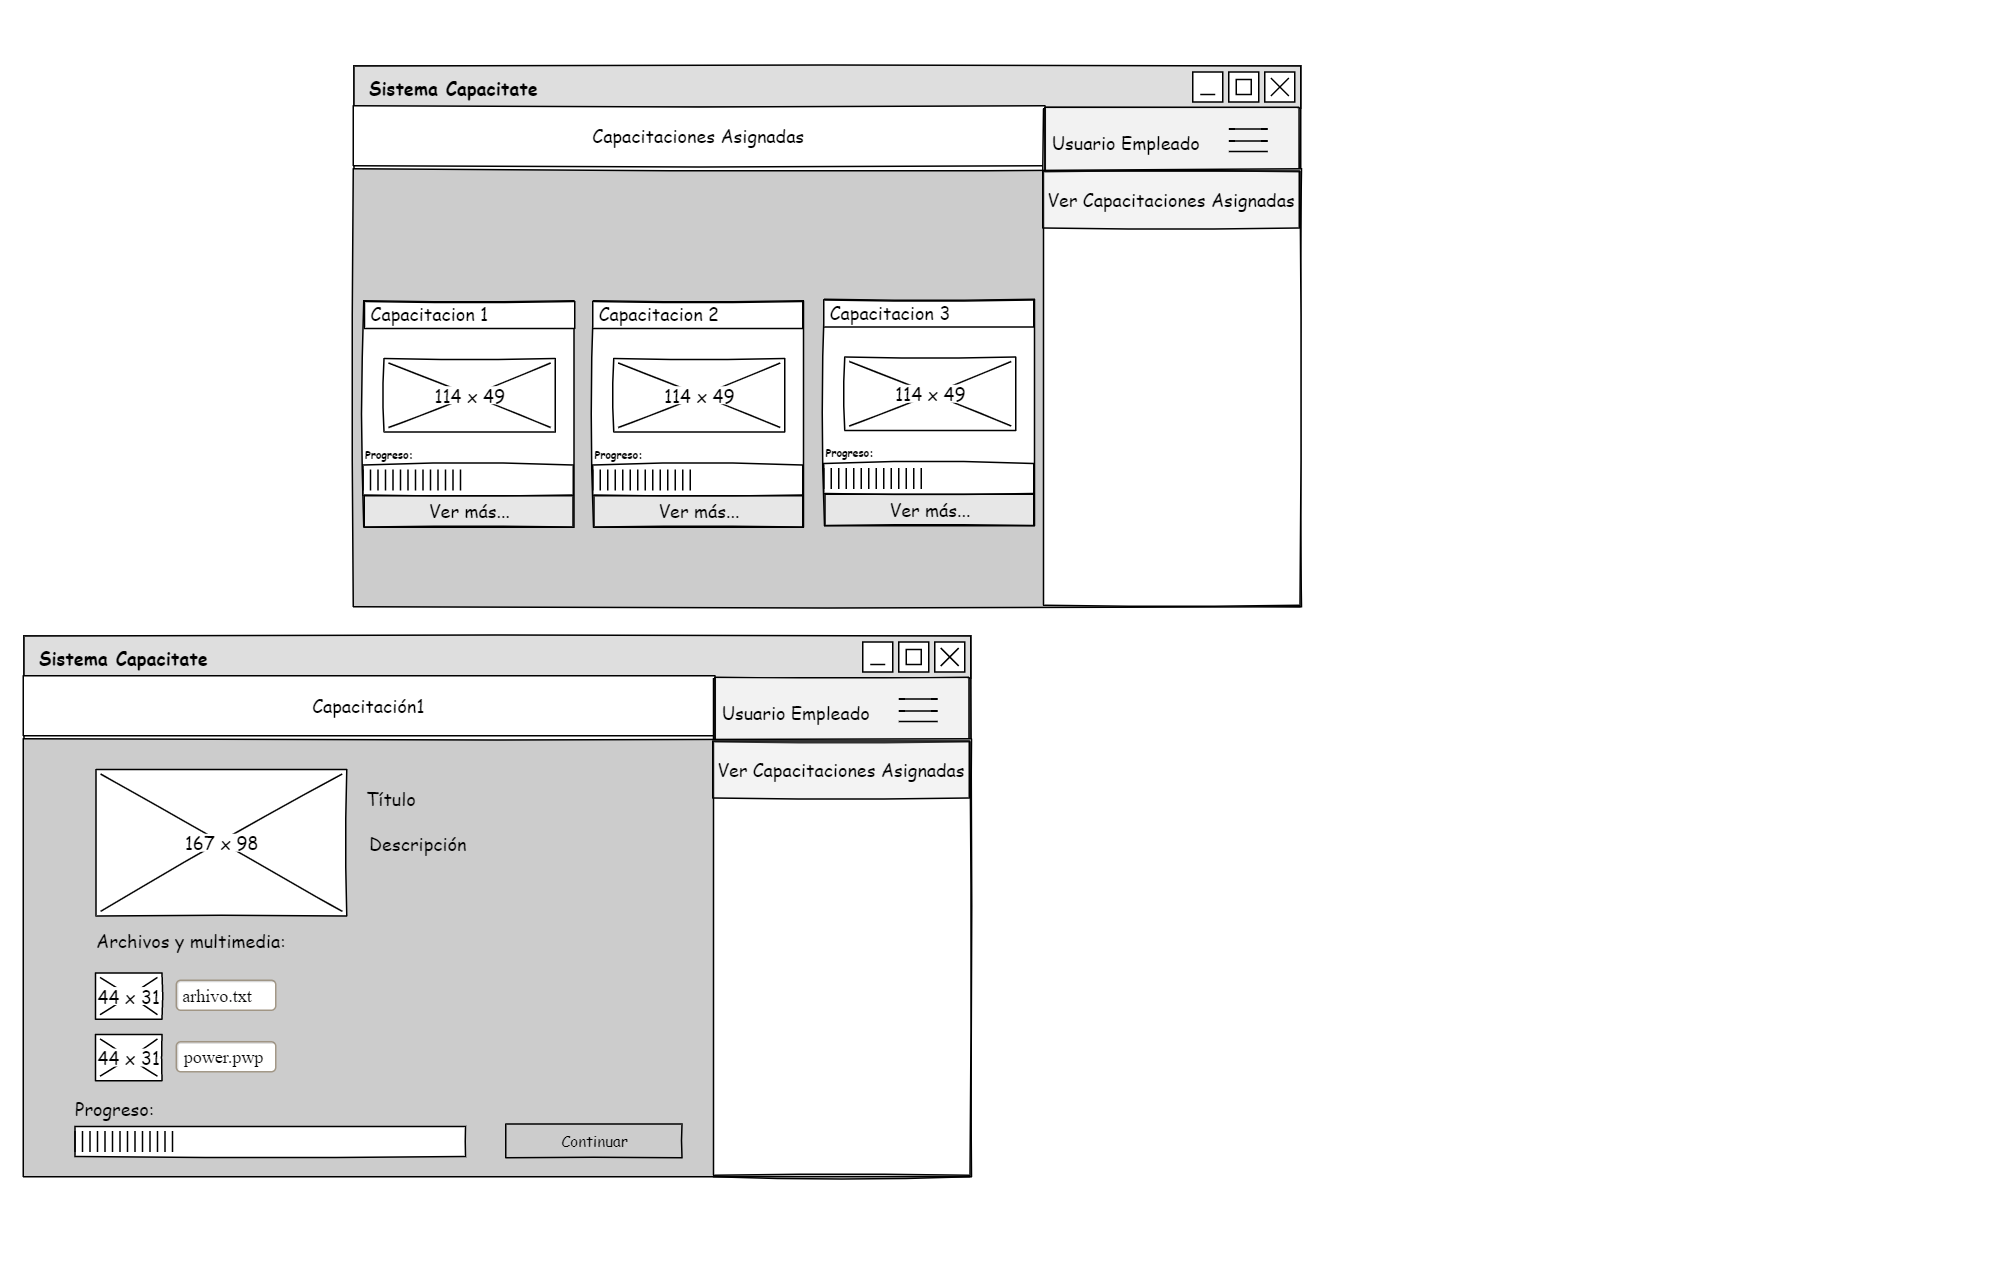 Sistema Capacitate
Capacitaciones Asignadas
Usuario Empleado
Ver Capacitaciones Asignadas
Capacitacion 1
Capacitacion 2
Capacitacion 3
114 x 49
114 x 49
114 x 49
Progreso:
Progreso:
Progreso:
Ver más...
Ver más...
Ver más...
Sistema Capacitate
Capacitación1
Usuario Empleado
Ver Capacitaciones Asignadas
167 x 98
Título
Descripción
Archivos y multimedia:
44 x 31
arhivo.txt
44 x 31
power.pwp
Progreso:
Continuar